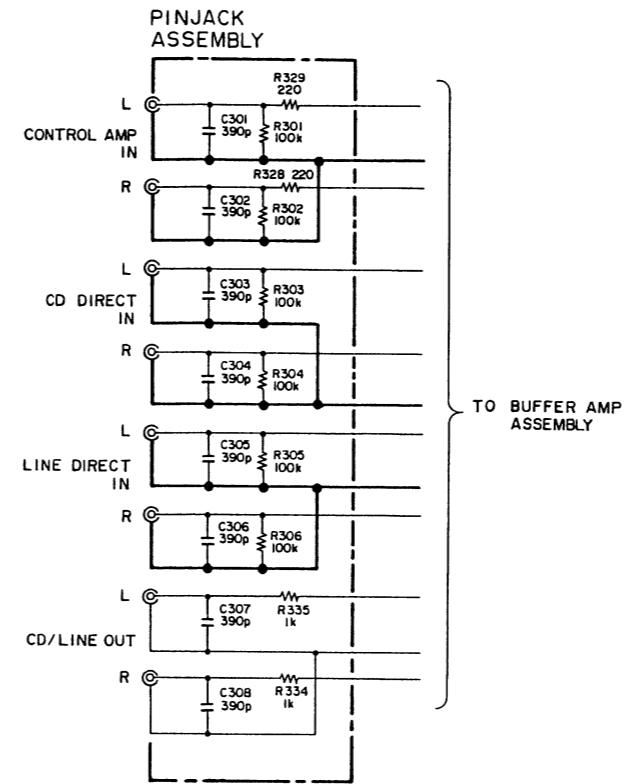 PINJACK
ASSEMBLY
R329
220
L
C301
390p
R301
100k
CONTROL AMP
IN
R328 220
R
C302
390p
R302
100k
L
C303
390p
R303
100k
CD DIRECT
IN
R
C304
390p
R304
100k
TO BUFFER AMP
ASSEMBLY
L
C305
390p
R305
100k
LINE DIRECT
IN
R
C306
390p
R306
100k
L
C307
390p
R335
1k
CD/LINE OUT
R
C308
390p
R334
1k